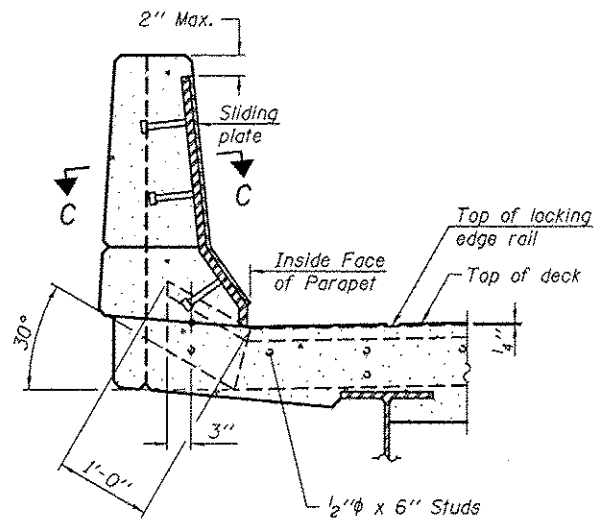 2" Max.
Sliding
plate
C
C
Top of locking
edge rail
Inside Face
of Parapet
Top of deck
30°
1/4"
3"
1'-0"
1/2"φ x 6" Studs